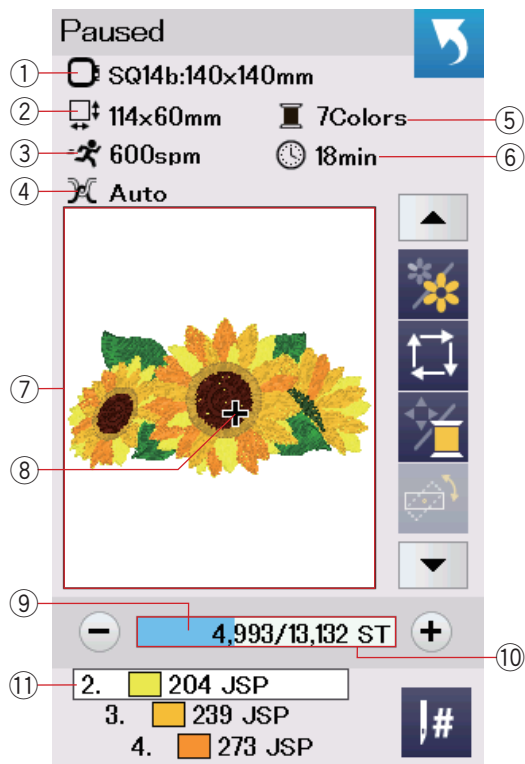 Paused
① SQ14b:140x140mm
② 114x60mm 7Colors ⑤
③ 600spm 18min ⑥
④ Auto
⑦
⑧
⑨
− 4,993/13,132 ST +
⑩
⑪ 2. 204 JSP
3. 239 JSP
4. 273 JSP
#